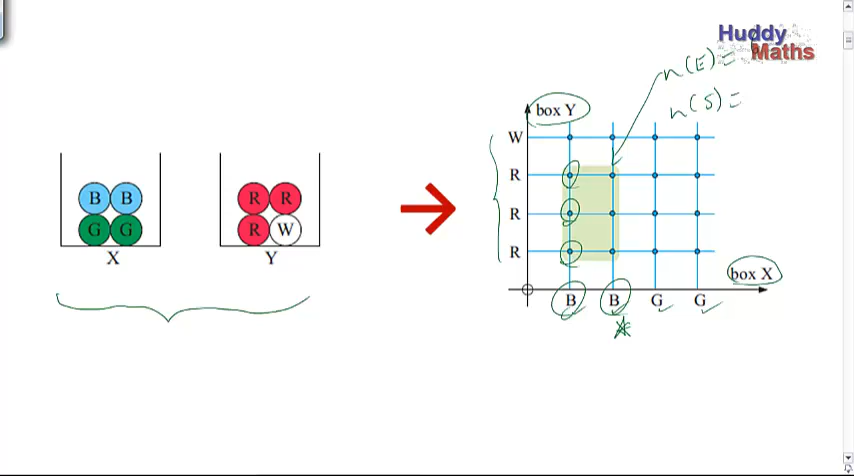 Huddy
Maths
n(E)=
n(S)=
box Y
W
R
R
R
B B
G G
X
R R
R W
Y
box X
B B G G